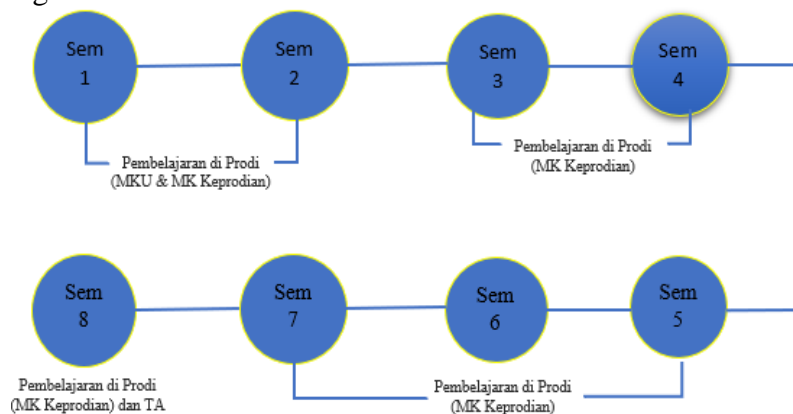 Sem
1
Sem
2
Sem
3
Sem
4
Pembelajaran di Prodi
(MKU & MK Keprodian)
Pembelajaran di Prodi
(MK Keprodian)
Sem
8
Sem
7
Sem
6
Sem
5
Pembelajaran di Prodi
(MK Keprodian) dan TA
Pembelajaran di Prodi
(MK Keprodian)